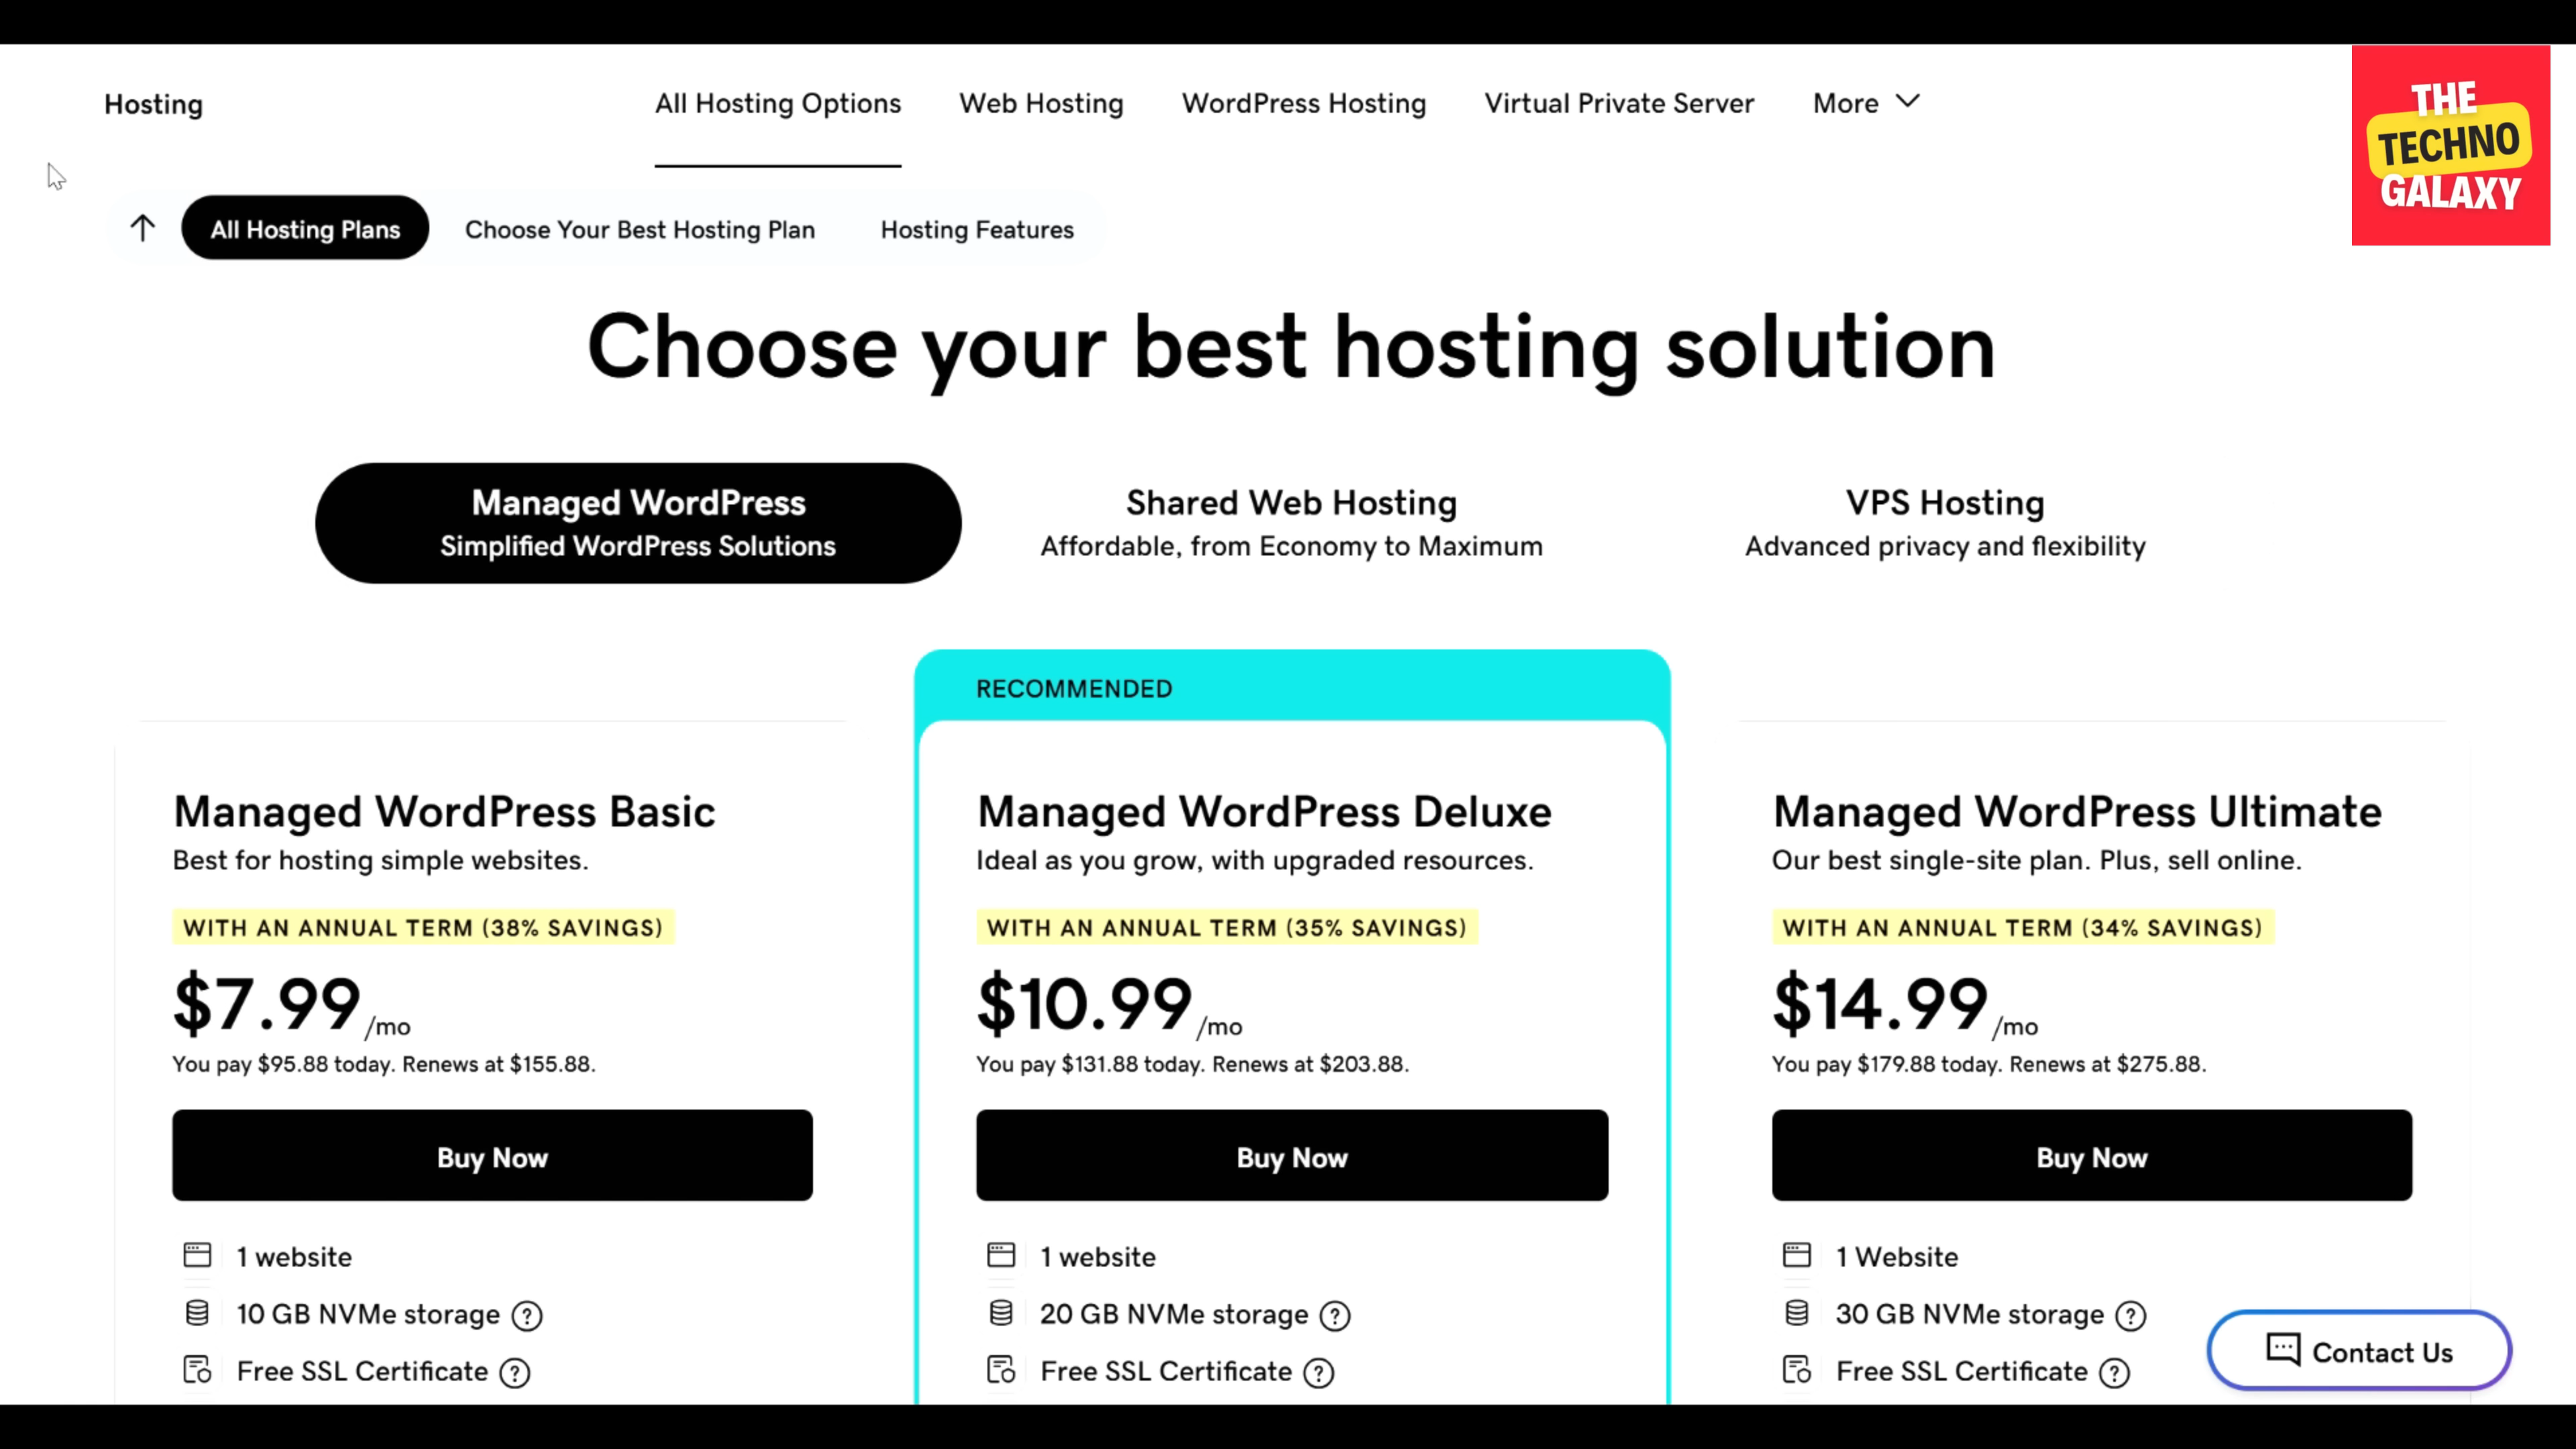 Hosting
All Hosting Options
Web Hosting
WordPress Hosting
Virtual Private Server
More
THE
TECHNO
GALAXY
All Hosting Plans
Choose Your Best Hosting Plan
Hosting Features
Choose your best hosting solution
Managed WordPress
Simplified WordPress Solutions
Shared Web Hosting
Affordable, from Economy to Maximum
VPS Hosting
Advanced privacy and flexibility
RECOMMENDED
Managed WordPress Basic
Best for hosting simple websites.
WITH AN ANNUAL TERM (38% SAVINGS)
$7.99 /mo
You pay $95.88 today. Renews at $155.88.
Buy Now
1 website
10 GB NVMe storage ?
Free SSL Certificate ?
Managed WordPress Deluxe
Ideal as you grow, with upgraded resources.
WITH AN ANNUAL TERM (35% SAVINGS)
$10.99 /mo
You pay $131.88 today. Renews at $203.88.
Buy Now
1 website
20 GB NVMe storage ?
Free SSL Certificate ?
Managed WordPress Ultimate
Our best single-site plan. Plus, sell online.
WITH AN ANNUAL TERM (34% SAVINGS)
$14.99 /mo
You pay $179.88 today. Renews at $275.88.
Buy Now
1 Website
30 GB NVMe storage ?
Free SSL Certificate ?
Contact Us